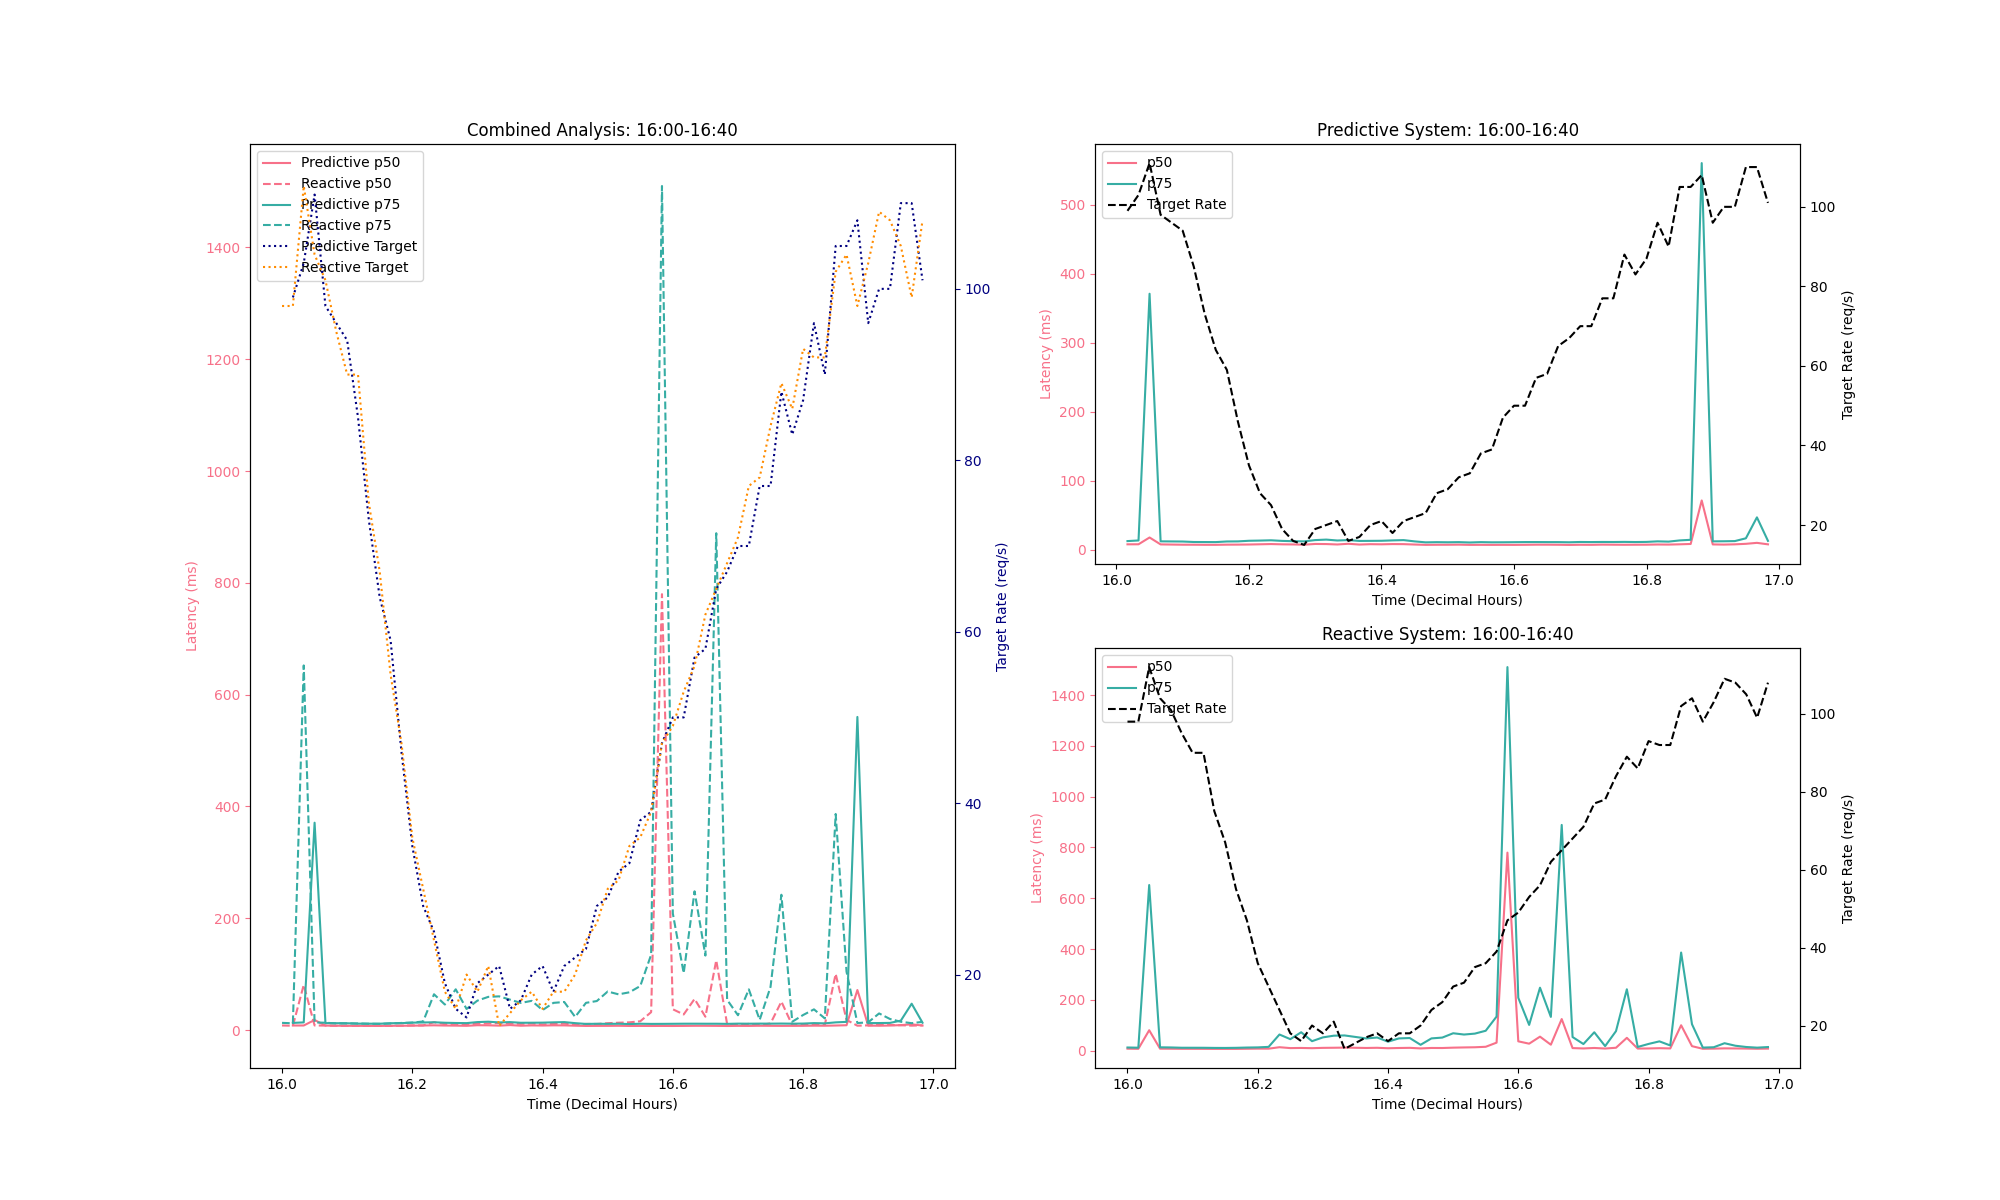 Combined Analysis: 16:00-16:40
Predictive p50
Reactive p50
Predictive p75
Reactive p75
Predictive Target
Reactive Target
1400
1200
1000
800
600
400
200
0
Latency (ms)
100
80
60
40
20
Target Rate (req/s)
16.0 16.2 16.4 16.6 16.8 17.0
Time (Decimal Hours)
Predictive System: 16:00-16:40
p50
p75
Target Rate
500
400
300
200
100
0
Latency (ms)
100
80
60
40
20
Target Rate (req/s)
16.0 16.2 16.4 16.6 16.8 17.0
Time (Decimal Hours)
Reactive System: 16:00-16:40
p50
p75
Target Rate
1400
1200
1000
800
600
400
200
0
Latency (ms)
100
80
60
40
20
Target Rate (req/s)
16.0 16.2 16.4 16.6 16.8 17.0
Time (Decimal Hours)